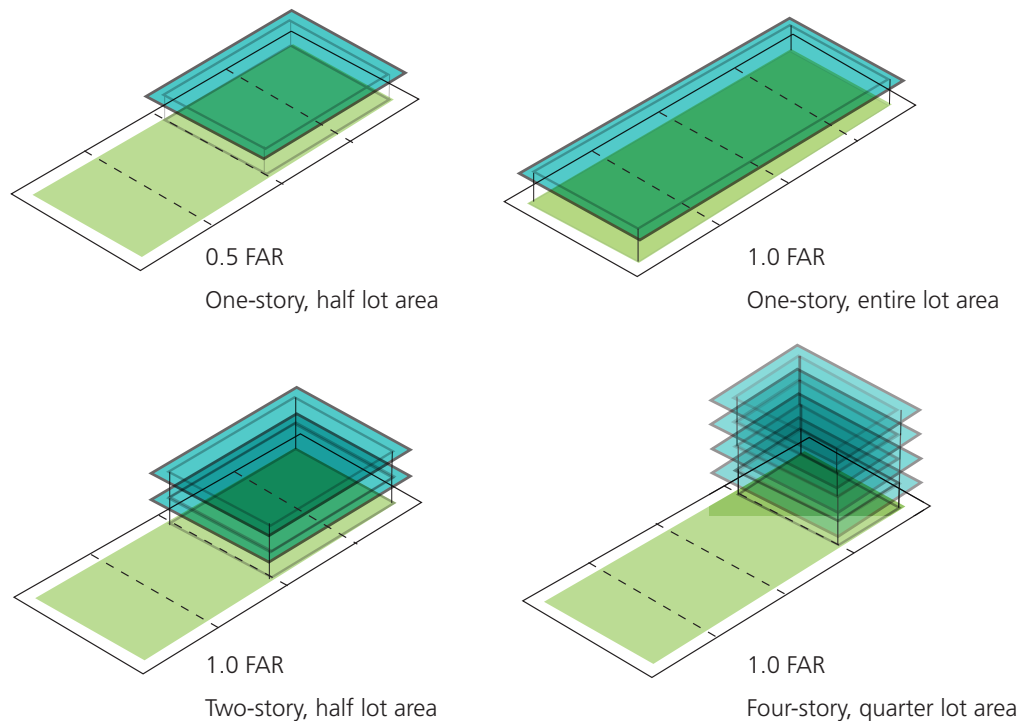 0.5 FAR
One-story, half lot area
1.0 FAR
One-story, entire lot area
1.0 FAR
Two-story, half lot area
1.0 FAR
Four-story, quarter lot area